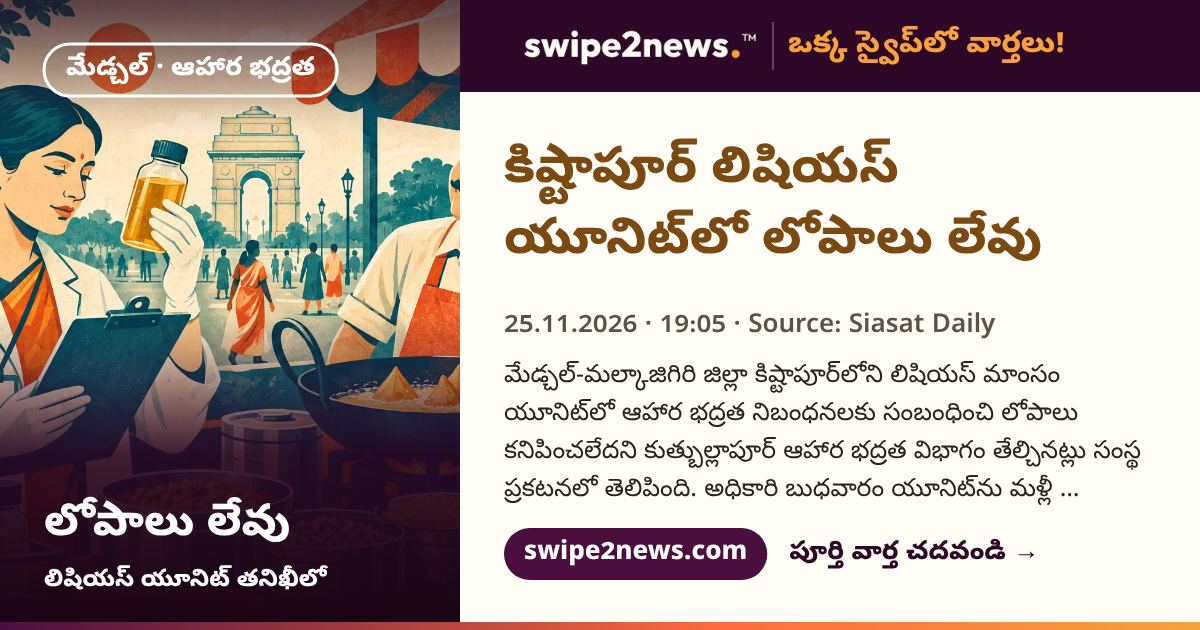 మేడ్చల్ · ఆహార భద్రత
లోపాలు లేవు
లిషియస్ యూనిట్ తనిఖీలో
swipe2news.™ ఒక్క స్వైప్‌లో వార్తలు!
కిష్టాపూర్ లిషియస్
యూనిట్‌లో లోపాలు లేవు
25.11.2026 · 19:05 · Source: Siasat Daily
మేడ్చల్-మల్కాజిగిరి జిల్లా కిష్టాపూర్‌లోని లిషియస్ మాంసం
యూనిట్‌లో ఆహార భద్రత నిబంధనలకు సంబంధించి లోపాలు
కనిపించలేదని కుత్బుల్లాపూర్ ఆహార భద్రత విభాగం తేల్చినట్లు సంస్థ
ప్రకటనలో తెలిపింది. అధికారి బుధవారం యూనిట్‌ను మళ్లీ ...
swipe2news.com పూర్తి వార్త చదవండి →